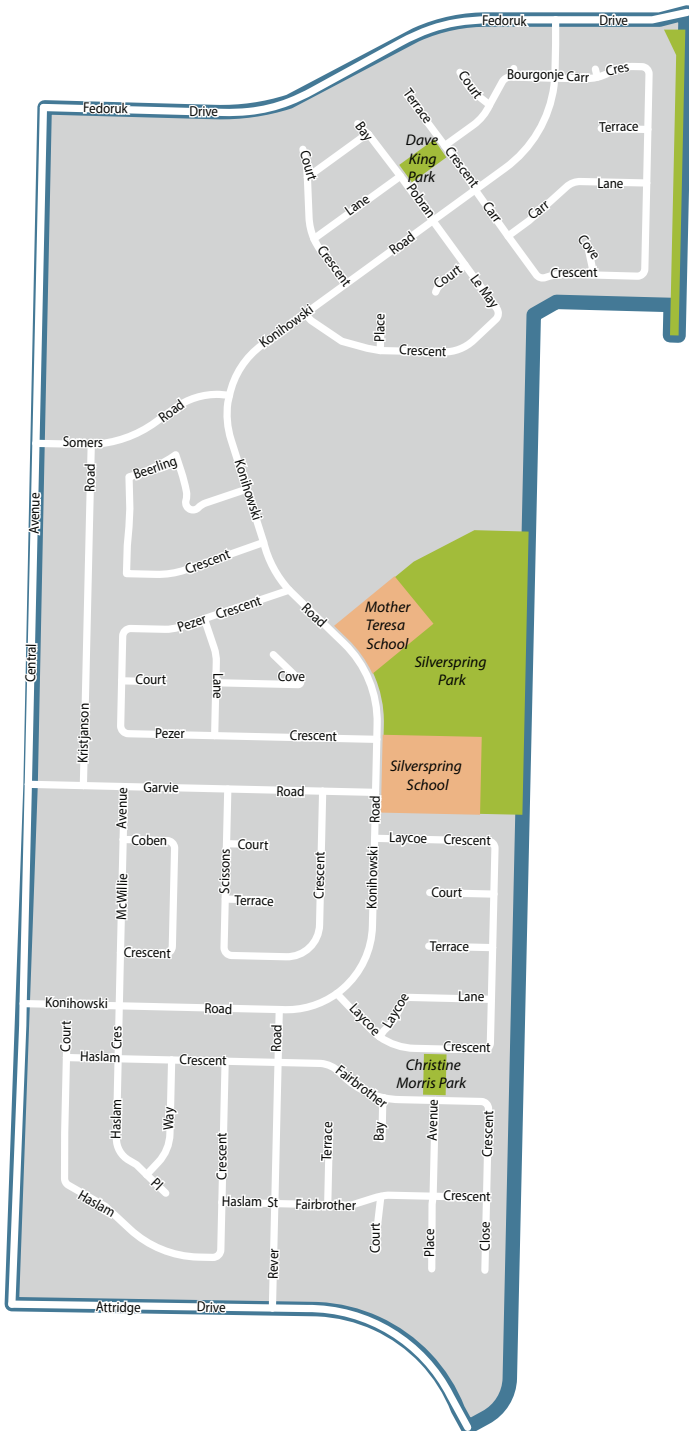 Fedoruk Drive
Fedoruk Drive
Court
Bourgonje
Carr
Cres
Terrace
Terrace
Bay
Dave
King
Park
Court
Crescent
Lane
Carr
Carr
Lane
Pobran
Crescent
Road
Cove
Court
Le May
Crescent
Konihowski
Place
Crescent
Somers
Road
Road
Beerling
Konihowski
Avenue
Crescent
Pezer
Crescent
Road
Mother
Teresa
School
Silverspring
Park
Central
Court
Lane
Cove
Kristjanson
Pezer
Crescent
Garvie
Road
Silverspring
School
Avenue
Road
Coben
Scissons
Court
Terrace
Crescent
Konihowski
Laycoe
Crescent
Court
Terrace
McWillie
Crescent
Laycoe
Lane
Konihowski
Road
Laycoe
Crescent
Court
Cres
Road
Haslam
Crescent
Fairbrother
Christine
Morris Park
Haslam
Way
Crescent
Terrace
Bay
Avenue
Crescent
Pl
Haslam
Haslam St
Fairbrother
Crescent
Court
Place
Close
Rever
Attridge
Drive